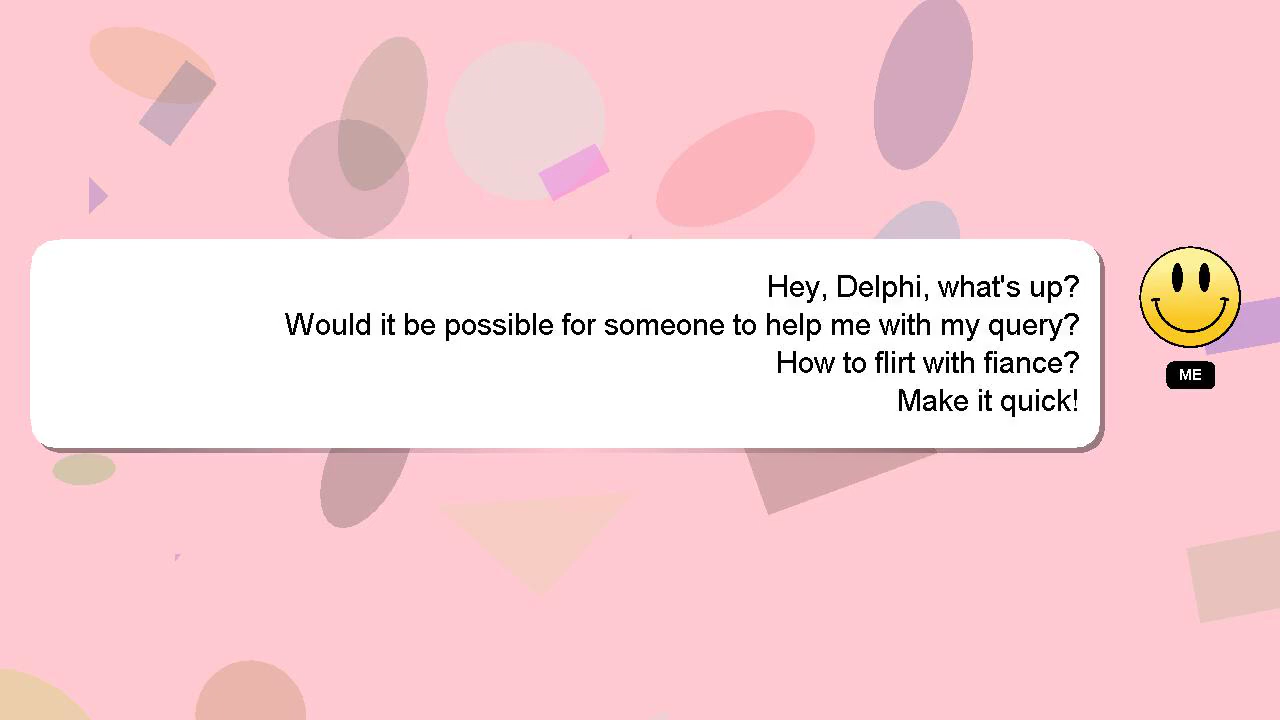 Hey, Delphi, what's up?
Would it be possible for someone to help me with my query?
How to flirt with fiance?
Make it quick!
ME